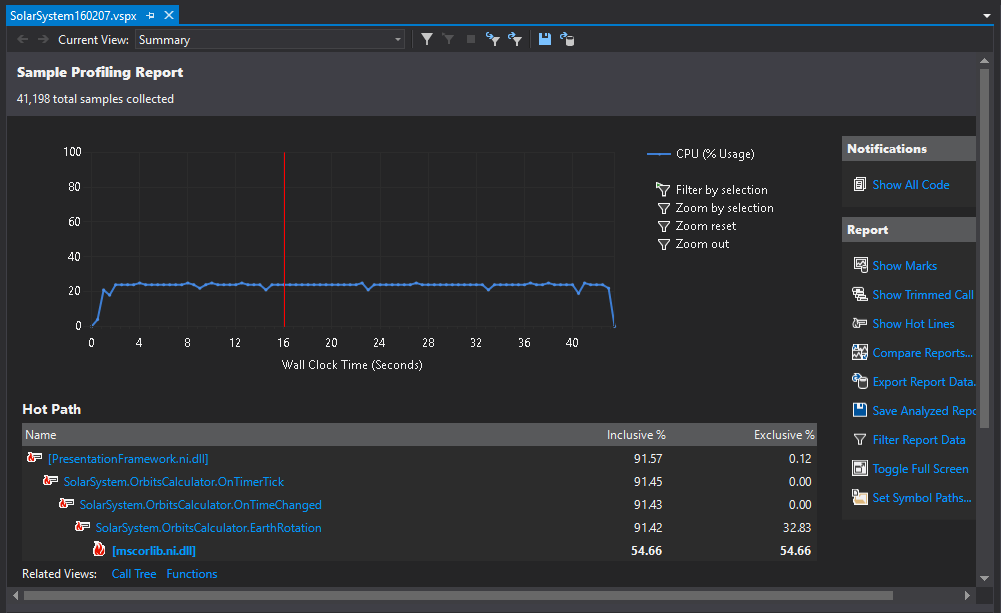 SolarSystem160207.vspx
Current View: Summary
Sample Profiling Report
41,198 total samples collected
100
80
60
40
20
0
0 4 8 12 16 20 24 28 32 36 40
Wall Clock Time (Seconds)
CPU (% Usage)
Filter by selection
Zoom by selection
Zoom reset
Zoom out
Notifications
Show All Code
Report
Show Marks
Show Trimmed Call
Show Hot Lines
Compare Reports...
Export Report Data.
Save Analyzed Repo
Filter Report Data
Toggle Full Screen
Set Symbol Paths...
Hot Path
Name Inclusive % Exclusive %
[PresentationFramework.ni.dll] 91.57 0.12
SolarSystem.OrbitsCalculator.OnTimerTick 91.45 0.00
SolarSystem.OrbitsCalculator.OnTimeChanged 91.43 0.00
SolarSystem.OrbitsCalculator.EarthRotation 91.42 32.83
[mscorlib.ni.dll] 54.66 54.66
Related Views: Call Tree Functions